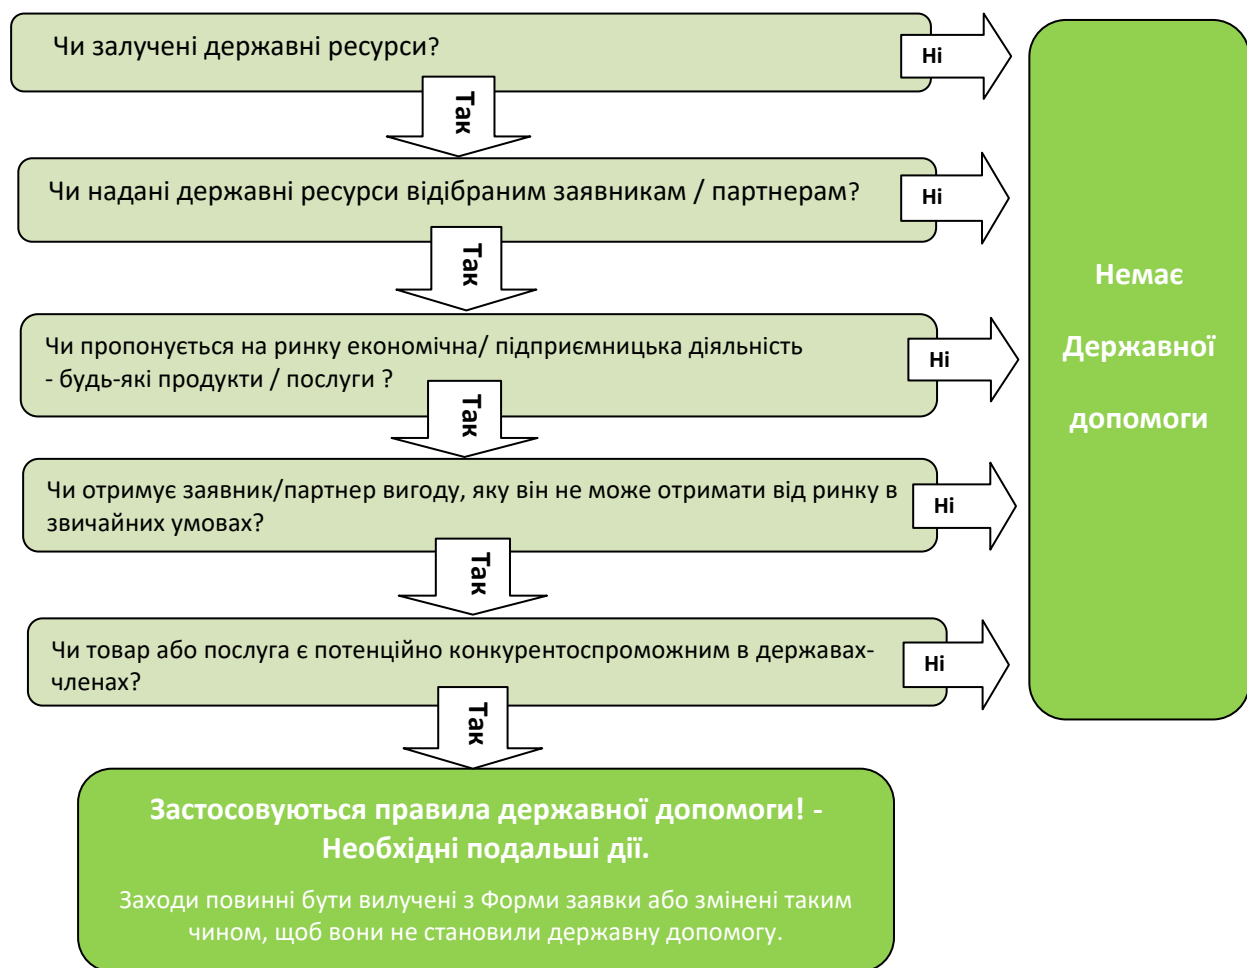 Чи залучені державні ресурси?
Ні
Так
Чи надані державні ресурси відібраним заявникам / партнерам?
Ні
Так
Чи пропонується на ринку економічна/ підприємницька діяльність
- будь-які продукти / послуги ?
Ні
Так
Чи отримує заявник/партнер вигоду, яку він не може отримати від ринку в
звичайних умовах?
Ні
Так
Чи товар або послуга є потенційно конкурентоспроможним в державах-
членах?
Ні
Так
Немає
Державної
допомоги
Застосовуються правила державної допомоги! -
Необхідні подальші дії.
Заходи повинні бути вилучені з Форми заявки або змінені таким
чином, щоб вони не становили державну допомогу.